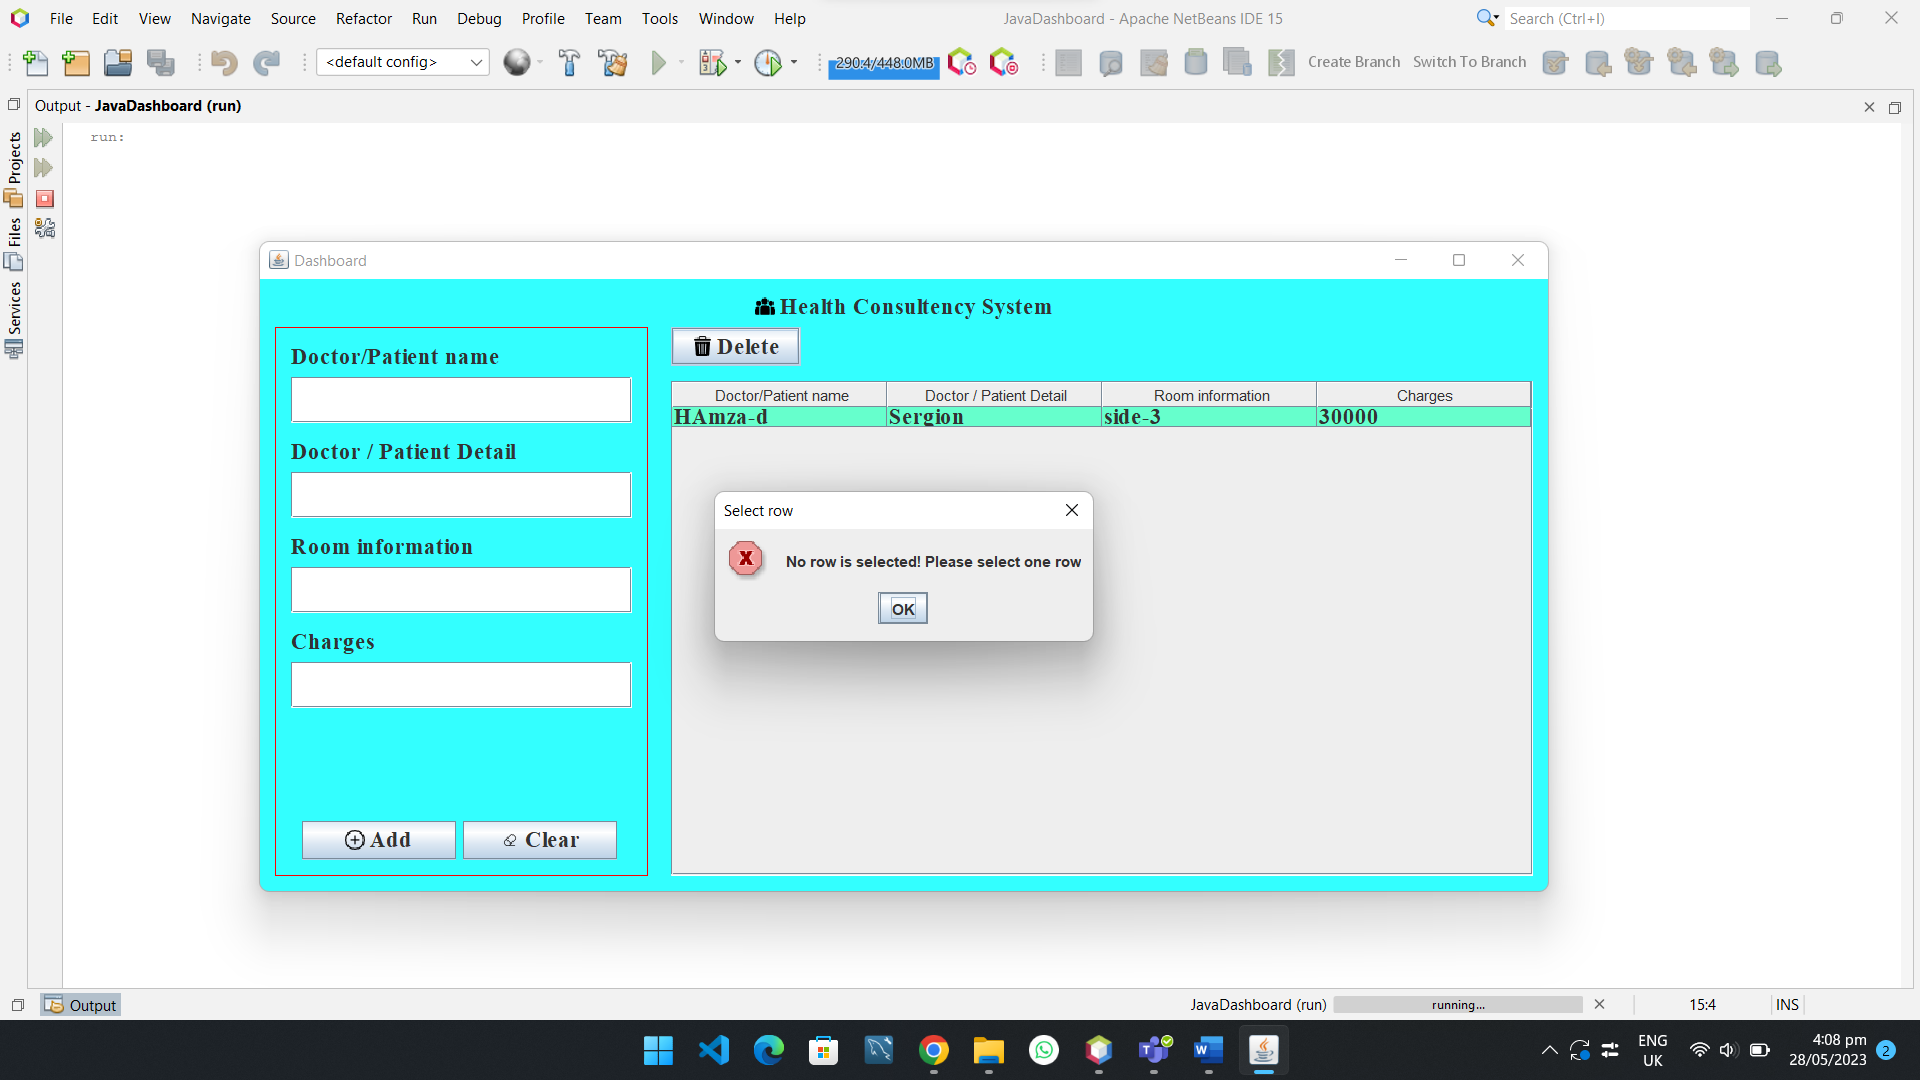 File Edit View Navigate Source Refactor Run Debug Profile Team Tools Window Help
JavaDashboard - Apache NetBeans IDE 15
Search (Ctrl+I)
<default config>
290.4/448.0MB
Create Branch Switch To Branch
Output - JavaDashboard (run)
Projects
Files
Services
run:
Dashboard
Health Consultency System
Doctor/Patient name
Doctor / Patient Detail
Room information
Charges
Add
Clear
Delete
Doctor/Patient name Doctor / Patient Detail Room information Charges
HAmza-d Sergion side-3 30000
Select row
No row is selected! Please select one row
OK
Output
JavaDashboard (run) running... 15:4 INS
ENG
UK
4:08 pm
28/05/2023
2